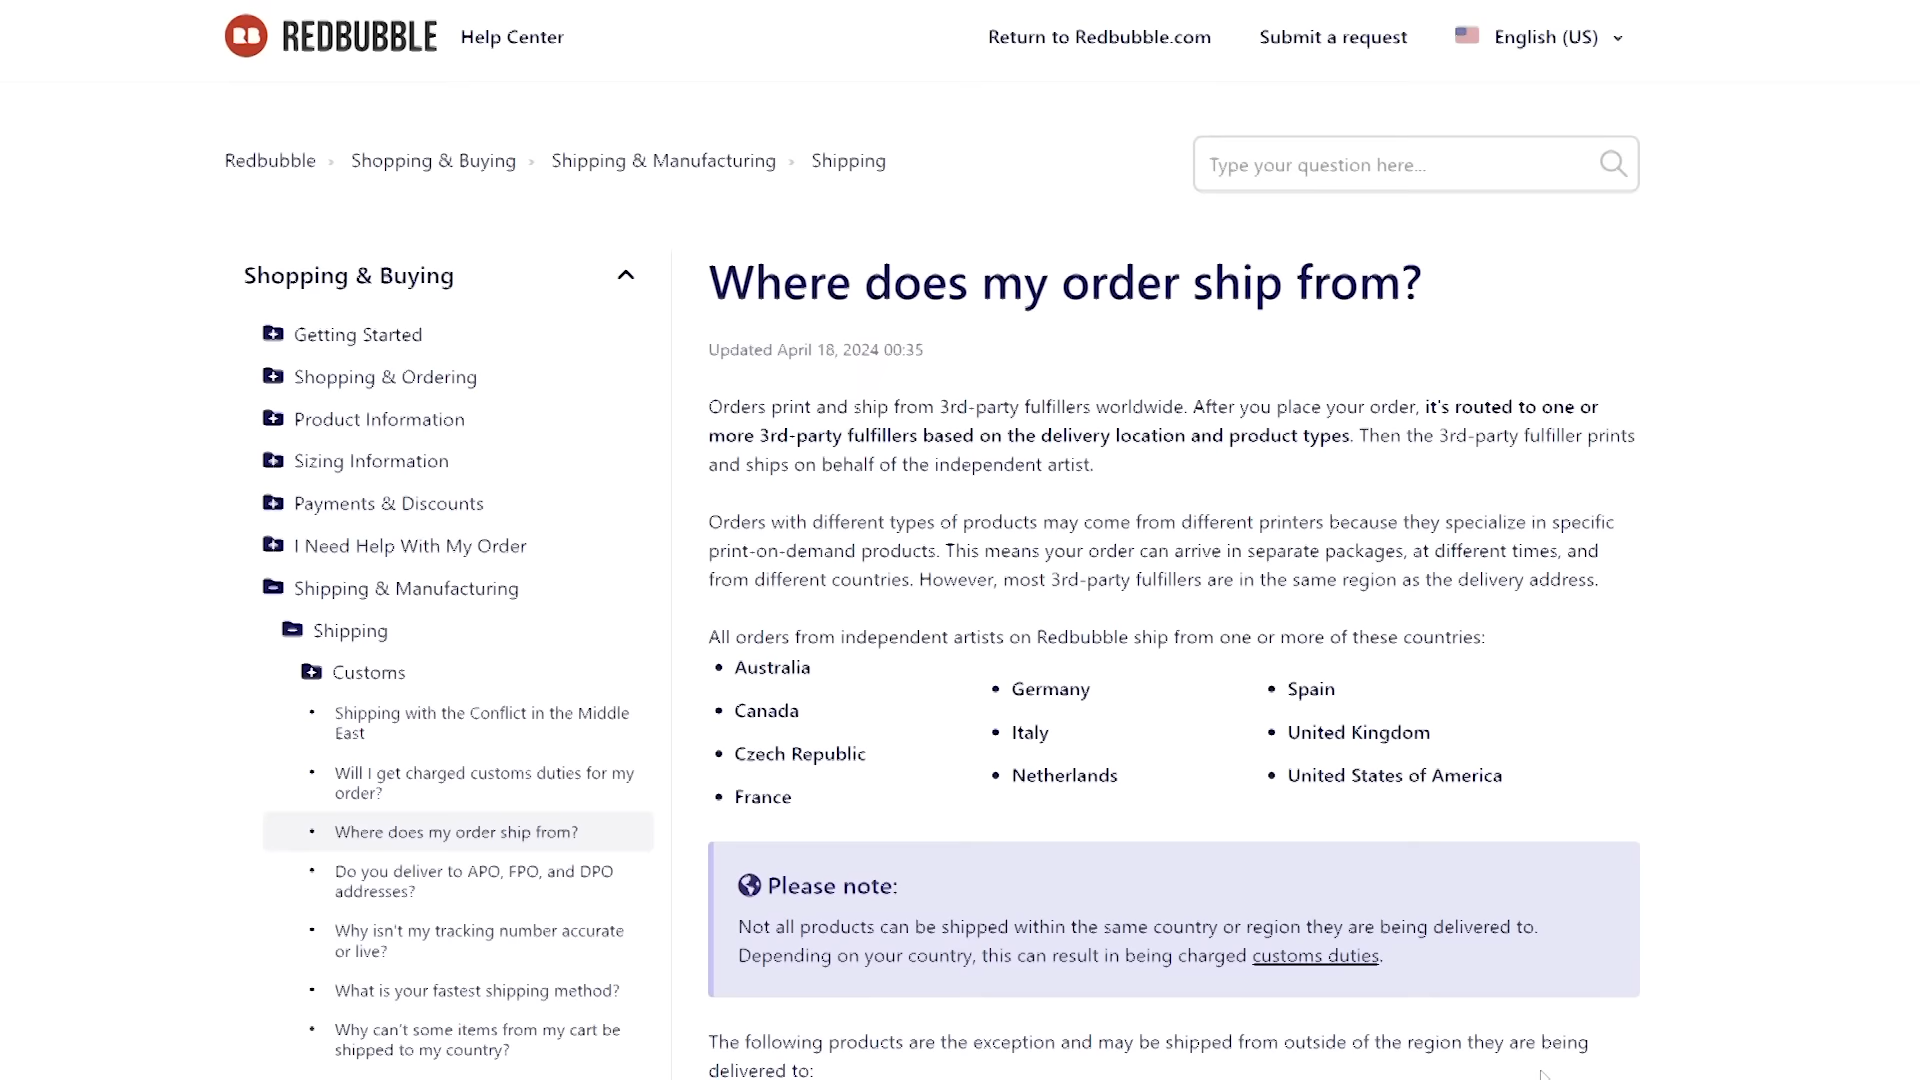 RB REDBUBBLE Help Center
Return to Redbubble.com
Submit a request
English (US)
Redbubble › Shopping & Buying › Shipping & Manufacturing › Shipping
Type your question here...
Shopping & Buying
Getting Started
Shopping & Ordering
Product Information
Sizing Information
Payments & Discounts
I Need Help With My Order
Shipping & Manufacturing
Shipping
Customs
• Shipping with the Conflict in the Middle
East
• Will I get charged customs duties for my
order?
• Where does my order ship from?
• Do you deliver to APO, FPO, and DPO
addresses?
• Why isn't my tracking number accurate
or live?
• What is your fastest shipping method?
• Why can't some items from my cart be
shipped to my country?
Where does my order ship from?
Updated April 18, 2024 00:35
Orders print and ship from 3rd-party fulfillers worldwide. After you place your order, it's routed to one or
more 3rd-party fulfillers based on the delivery location and product types. Then the 3rd-party fulfiller prints
and ships on behalf of the independent artist.
Orders with different types of products may come from different printers because they specialize in specific
print-on-demand products. This means your order can arrive in separate packages, at different times, and
from different countries. However, most 3rd-party fulfillers are in the same region as the delivery address.
All orders from independent artists on Redbubble ship from one or more of these countries:
• Australia
• Canada
• Czech Republic
• France
• Germany
• Italy
• Netherlands
• Spain
• United Kingdom
• United States of America
Please note:
Not all products can be shipped within the same country or region they are being delivered to.
Depending on your country, this can result in being charged customs duties.
The following products are the exception and may be shipped from outside of the region they are being
delivered to: